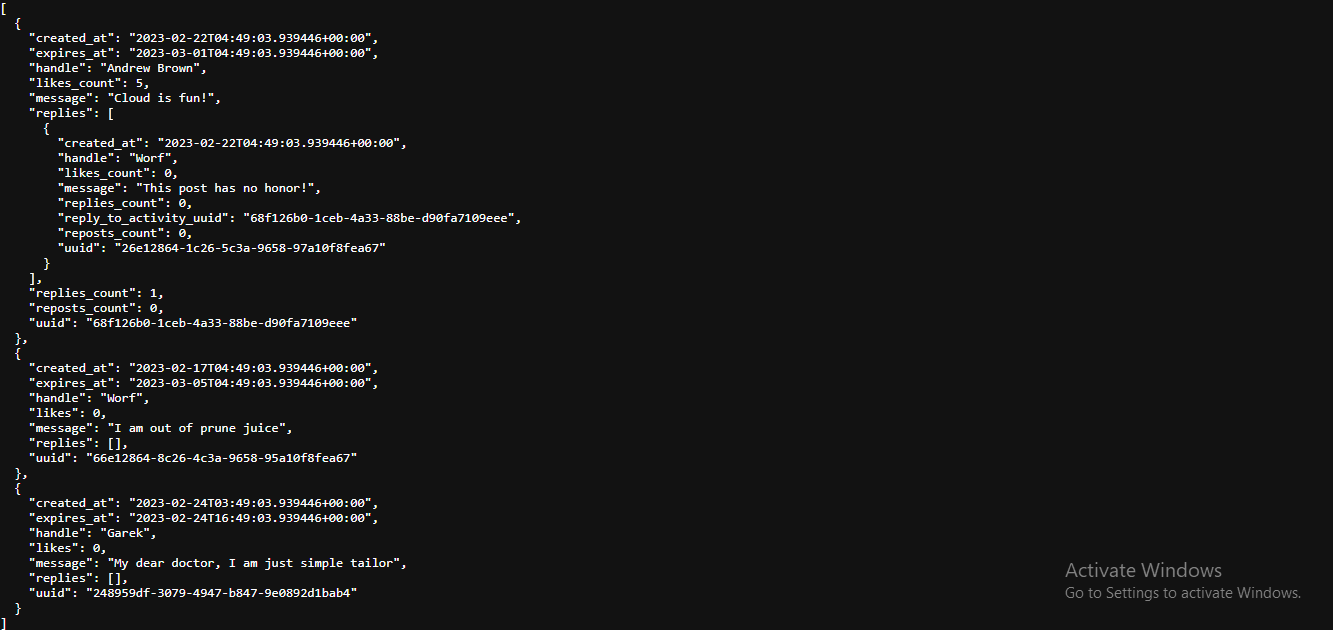 [
  {
    "created_at": "2023-02-22T04:49:03.939446+00:00",
    "expires_at": "2023-03-01T04:49:03.939446+00:00",
    "handle": "Andrew Brown",
    "likes_count": 5,
    "message": "Cloud is fun!",
    "replies": [
      {
        "created_at": "2023-02-22T04:49:03.939446+00:00",
        "handle": "Worf",
        "likes_count": 0,
        "message": "This post has no honor!",
        "replies_count": 0,
        "reply_to_activity_uuid": "68f126b0-1ceb-4a33-88be-d90fa7109eee",
        "reposts_count": 0,
        "uuid": "26e12864-1c26-5c3a-9658-97a10f8fea67"
      }
    ],
    "replies_count": 1,
    "reposts_count": 0,
    "uuid": "68f126b0-1ceb-4a33-88be-d90fa7109eee"
  },
  {
    "created_at": "2023-02-17T04:49:03.939446+00:00",
    "expires_at": "2023-03-05T04:49:03.939446+00:00",
    "handle": "Worf",
    "likes": 0,
    "message": "I am out of prune juice",
    "replies": [],
    "uuid": "66e12864-8c26-4c3a-9658-95a10f8fea67"
  },
  {
    "created_at": "2023-02-24T03:49:03.939446+00:00",
    "expires_at": "2023-02-24T16:49:03.939446+00:00",
    "handle": "Garek",
    "likes": 0,
    "message": "My dear doctor, I am just simple tailor",
    "replies": [],
    "uuid": "248959df-3079-4947-b847-9e0892d1bab4"
  }
]
Activate Windows
Go to Settings to activate Windows.